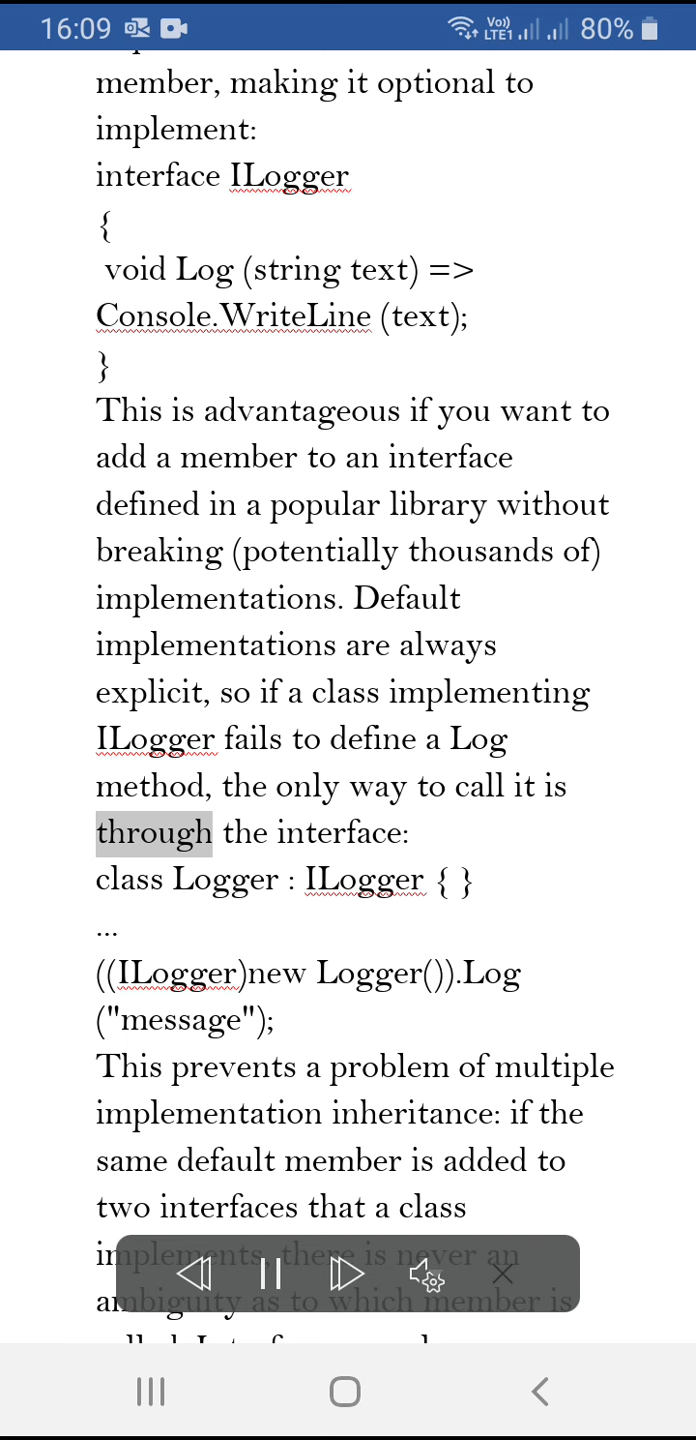 16:09
Vo)) LTE1 80%
member, making it optional to
implement:
interface ILogger
{
void Log (string text) =>
Console.WriteLine (text);
}
This is advantageous if you want to
add a member to an interface
defined in a popular library without
breaking (potentially thousands of)
implementations. Default
implementations are always
explicit, so if a class implementing
ILogger fails to define a Log
method, the only way to call it is
through the interface:
class Logger : ILogger { }
...
((ILogger)new Logger()).Log
("message");
This prevents a problem of multiple
implementation inheritance: if the
same default member is added to
two interfaces that a class
implements, there is never an
ambiguity as to which member is